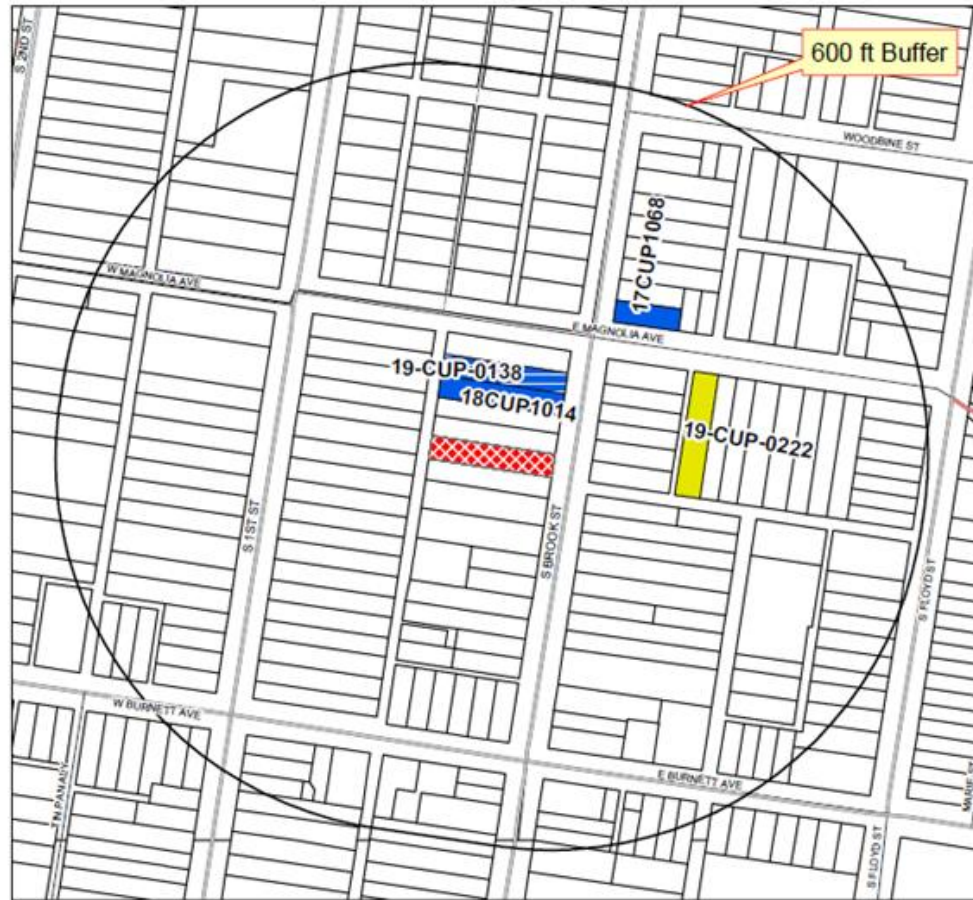 S 2ND ST
600 ft Buffer
WOODBINE ST
17CUP1068
W MAGNOLIA AVE
E MAGNOLIA AVE
19-CUP-0138
18CUP1014
19-CUP-0222
S 1ST ST
S BROOK ST
S FLOYD ST
W BURNETT AVE
E BURNETT AVE
S FLOYD ST